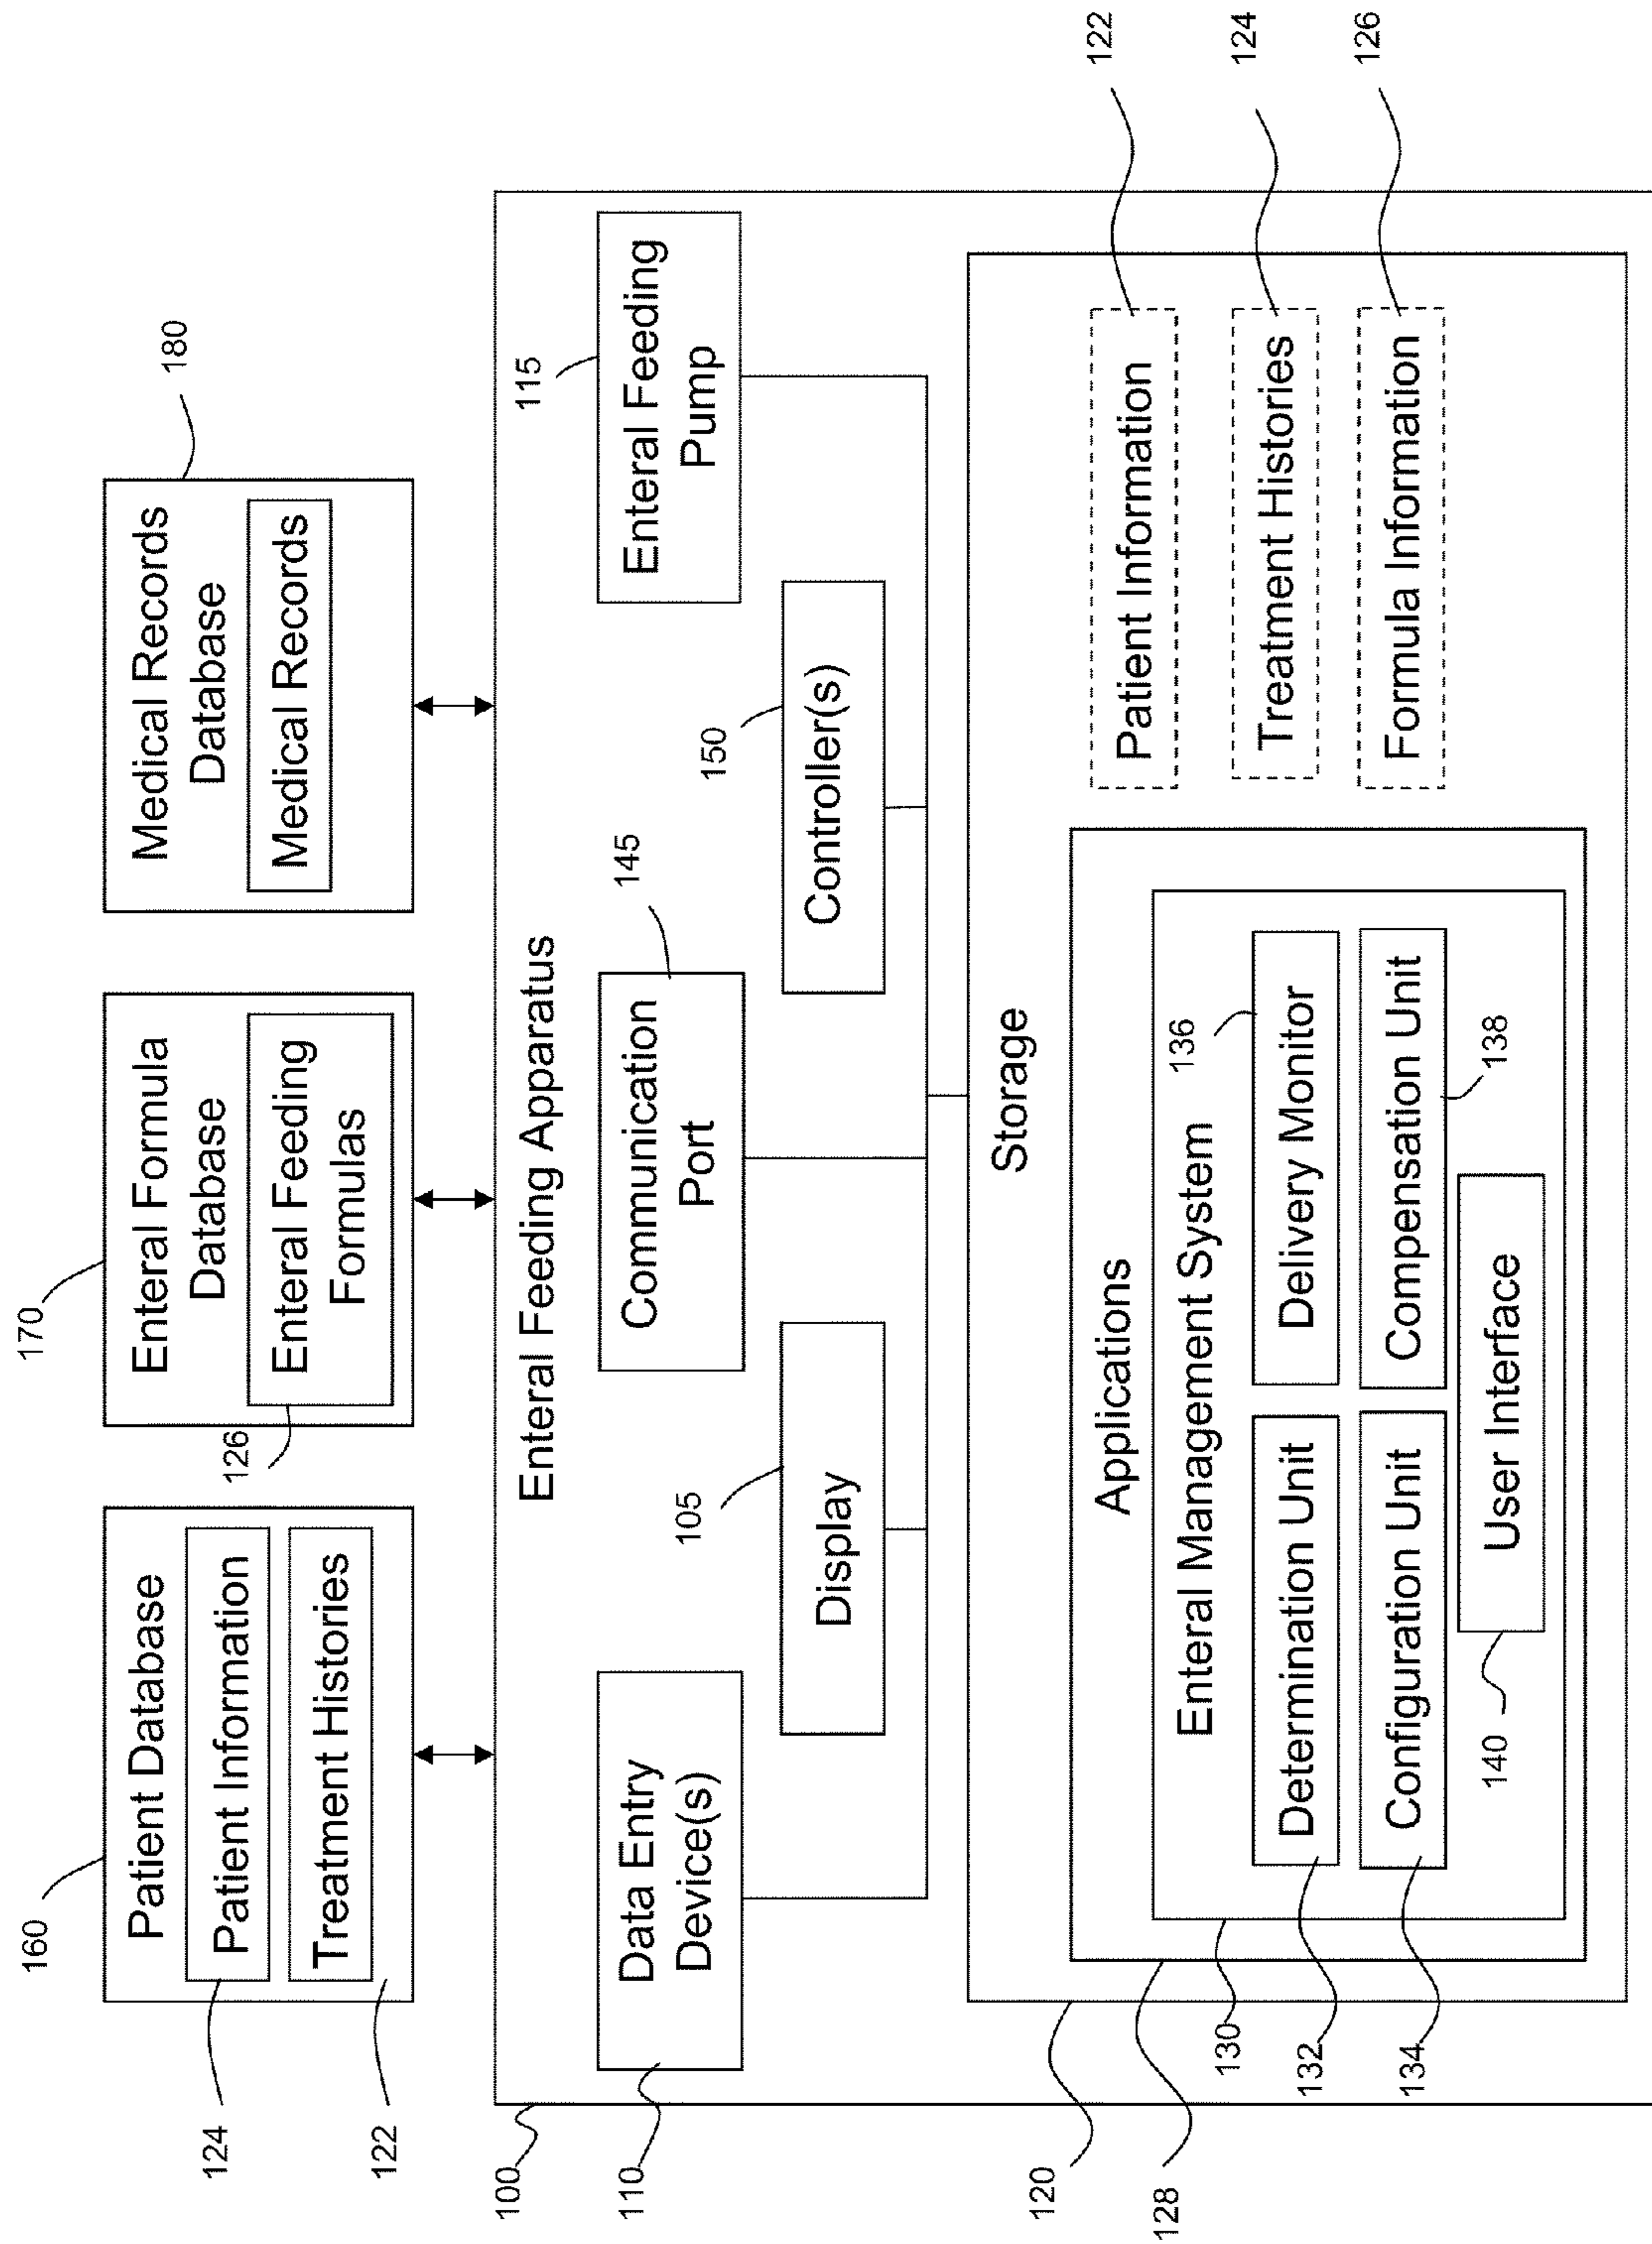 160
170
180
Patient Database
Patient Information
Treatment Histories
124
122
Enteral Formula
Database
Enteral Feeding
Formulas
126
Medical Records
Database
Medical Records
100
Enteral Feeding Apparatus
Data Entry
Device(s)
110
Display
105
Communication
Port
145
Controller(s)
150
Enteral Feeding
Pump
115
Storage
120
Applications
128
Enteral Management System
130
Determination Unit
132
Delivery Monitor
136
Configuration Unit
134
Compensation Unit
138
User Interface
140
Patient Information
122
Treatment Histories
124
Formula Information
126